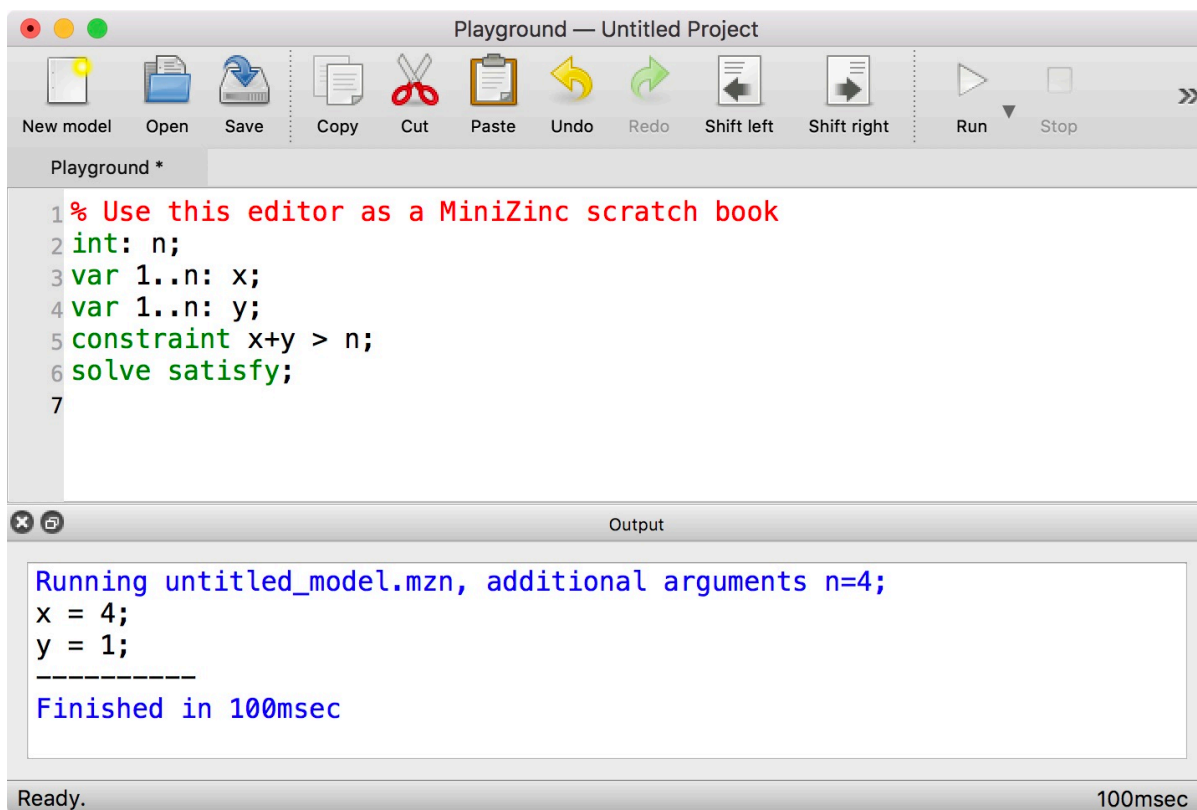 Playground — Untitled Project
New model Open Save Copy Cut Paste Undo Redo Shift left Shift right Run Stop »
Playground *
1 % Use this editor as a MiniZinc scratch book
2 int: n;
3 var 1..n: x;
4 var 1..n: y;
5 constraint x+y > n;
6 solve satisfy;
7
Output
Running untitled_model.mzn, additional arguments n=4;
x = 4;
y = 1;
----------
Finished in 100msec
Ready. 100msec